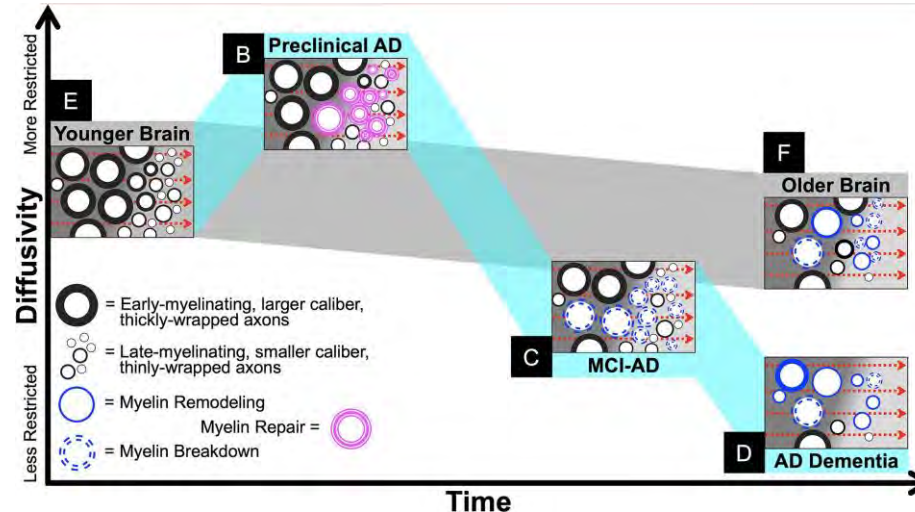 More Restricted
Diffusivity
Less Restricted
B
Preclinical AD
E
Younger Brain
F
Older Brain
C
MCI-AD
D
AD Dementia
= Early-myelinating, larger caliber,
thickly-wrapped axons
= Late-myelinating, smaller caliber,
thinly-wrapped axons
= Myelin Remodeling
Myelin Repair =
= Myelin Breakdown
Time